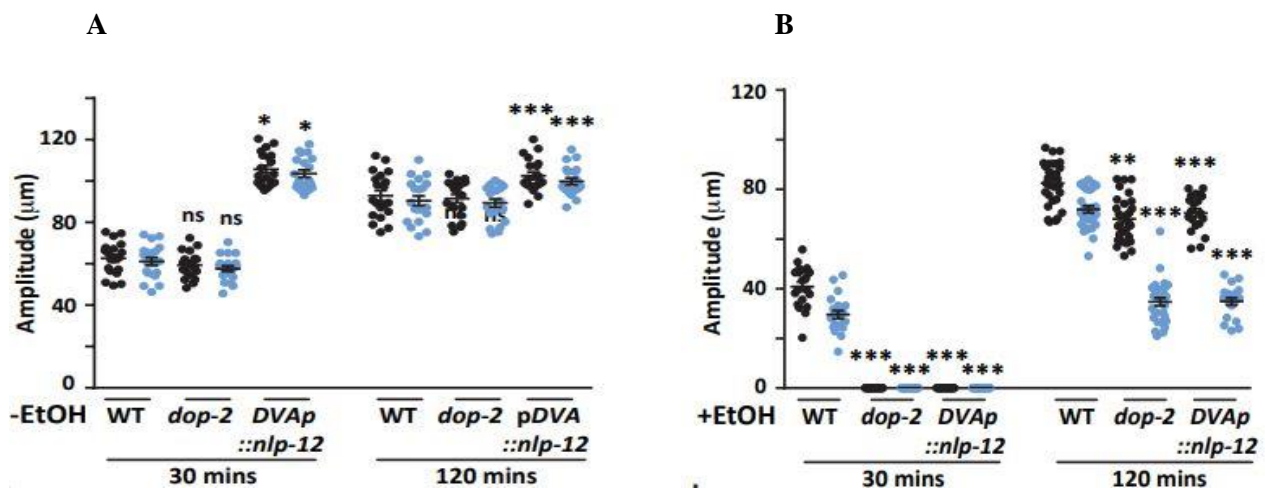 A B
Amplitude (µm)
120
80
40
0
* *
ns ns
*** ***
ns ns
-EtOH WT dop-2 DVAp ::nlp-12 WT dop-2 pDVA ::nlp-12
30 mins 120 mins
Amplitude (µm)
120
80
40
0
*** *** *** ***
** *** *** ***
+EtOH WT dop-2 DVAp ::nlp-12 WT dop-2 DVAp ::nlp-12
30 mins 120 mins